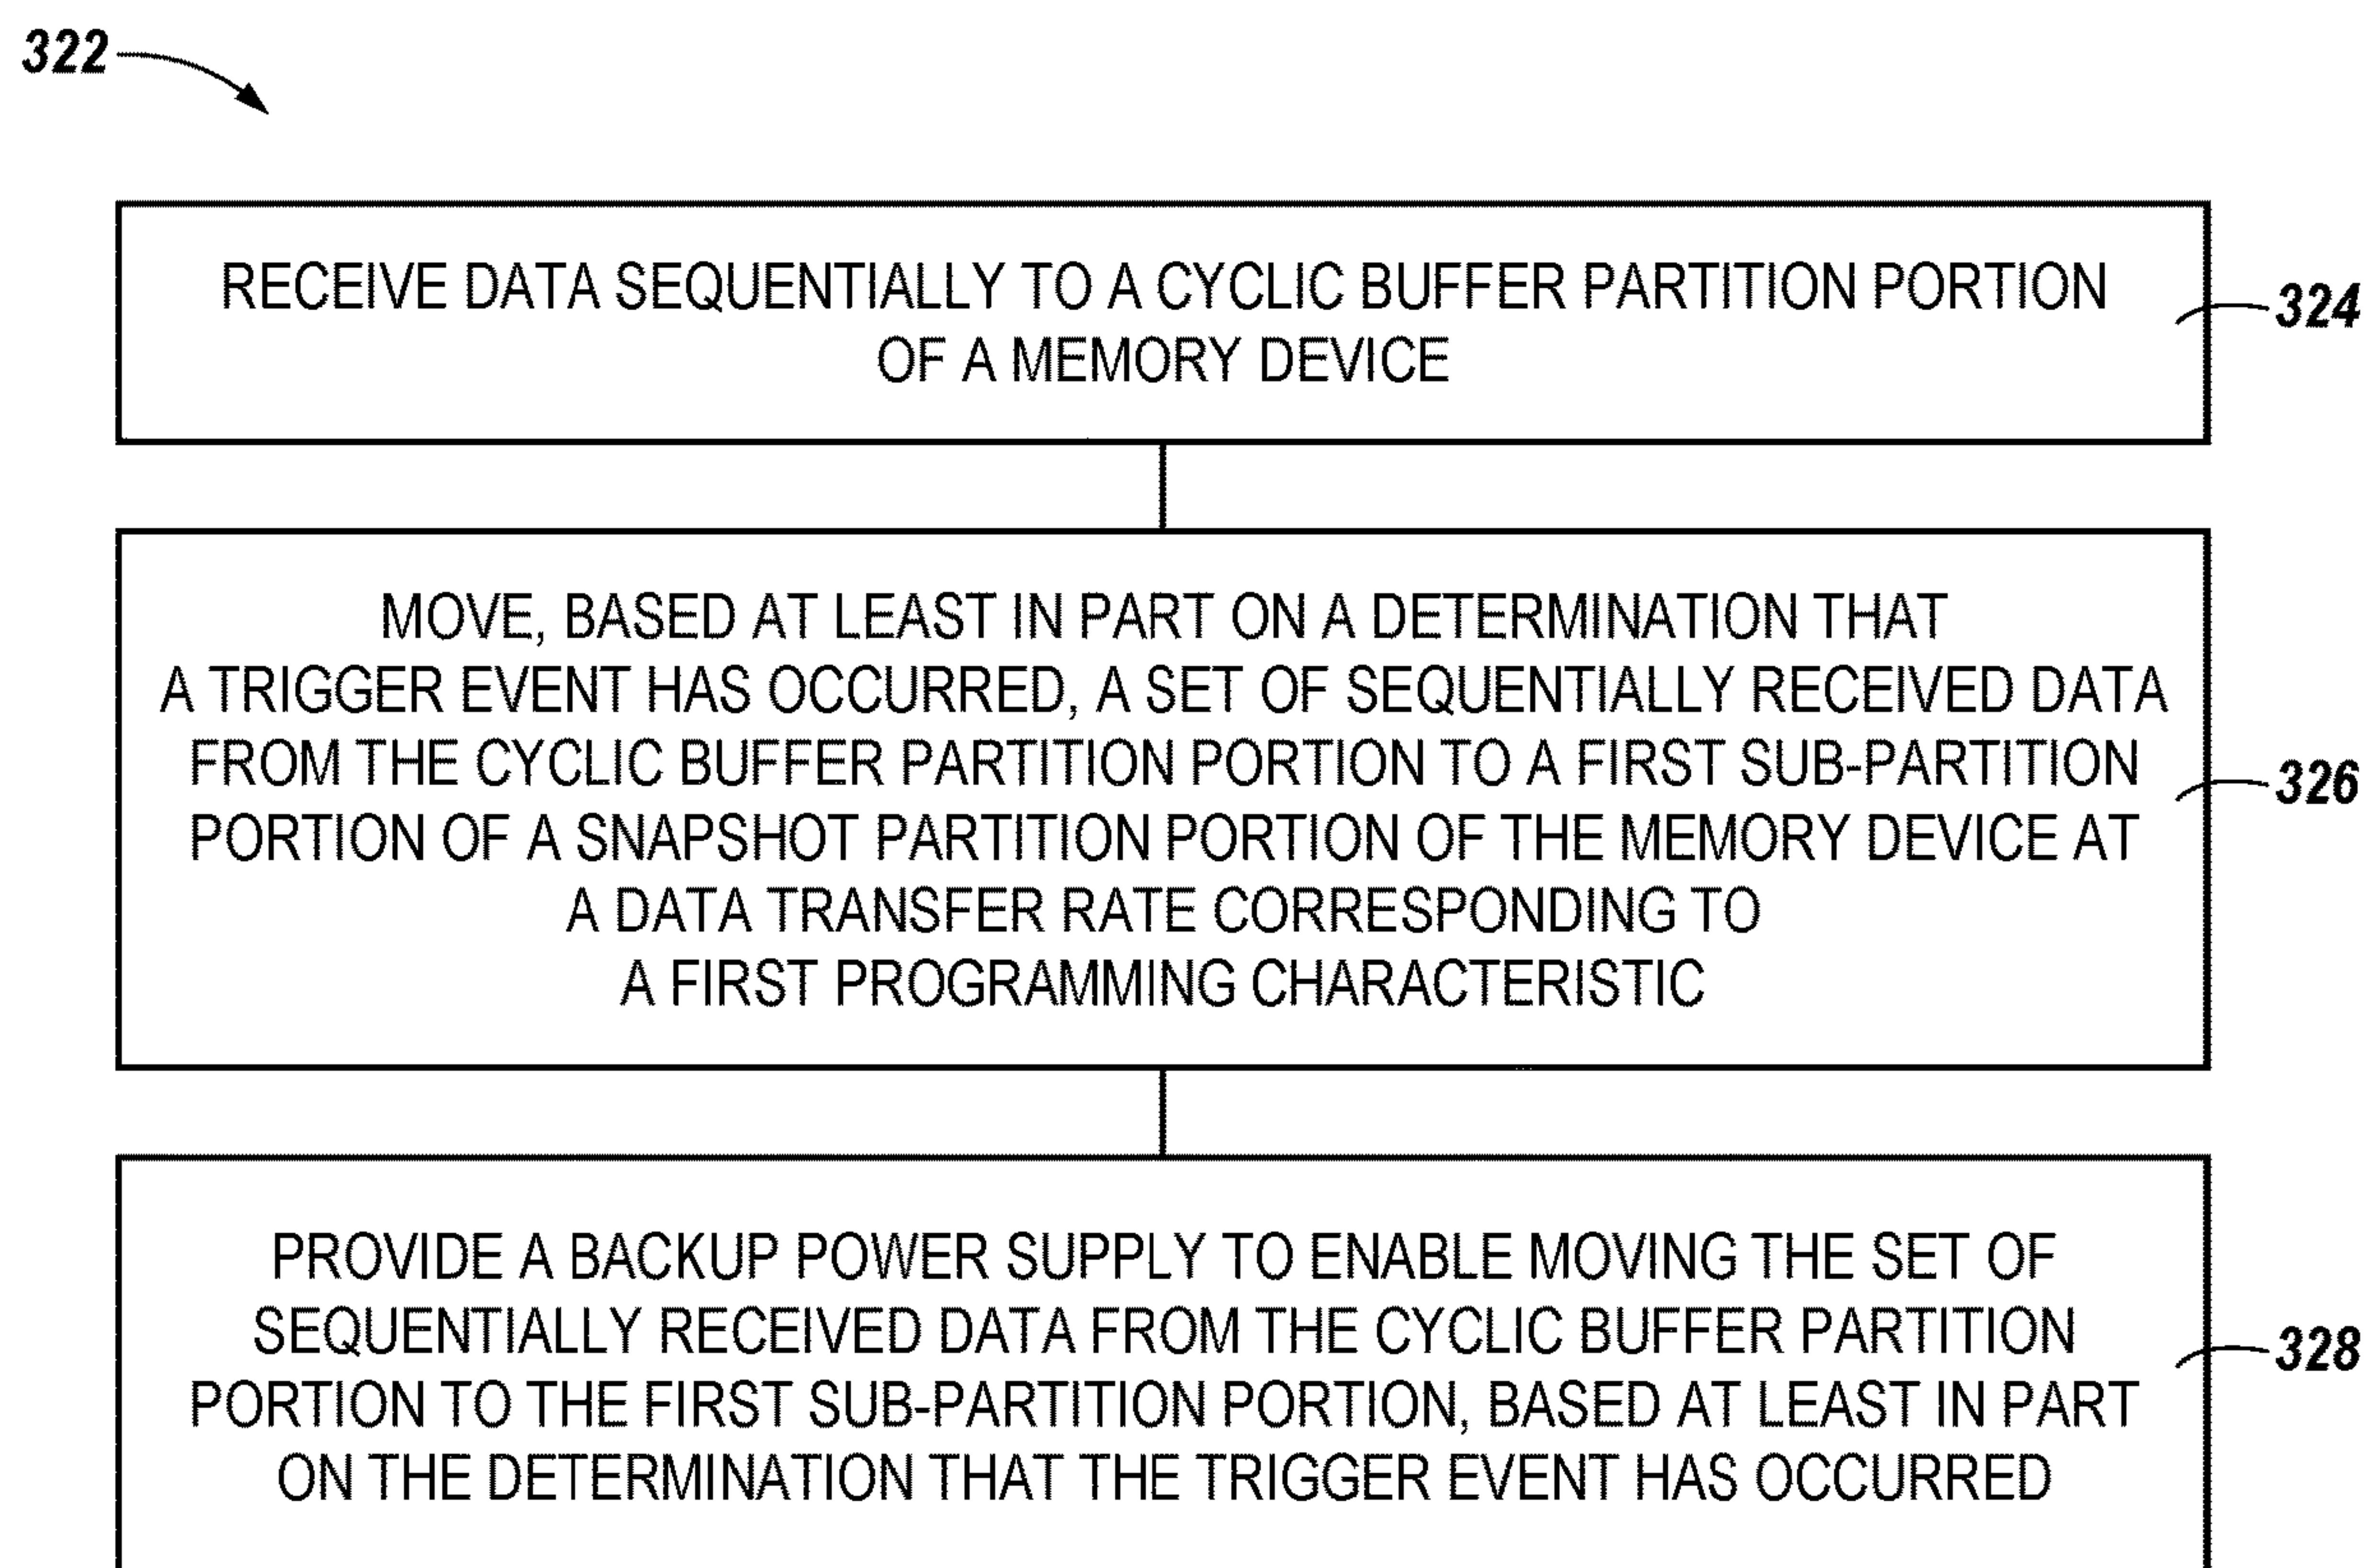 322
RECEIVE DATA SEQUENTIALLY TO A CYCLIC BUFFER PARTITION PORTION
OF A MEMORY DEVICE
324
MOVE, BASED AT LEAST IN PART ON A DETERMINATION THAT
A TRIGGER EVENT HAS OCCURRED, A SET OF SEQUENTIALLY RECEIVED DATA
FROM THE CYCLIC BUFFER PARTITION PORTION TO A FIRST SUB-PARTITION
PORTION OF A SNAPSHOT PARTITION PORTION OF THE MEMORY DEVICE AT
A DATA TRANSFER RATE CORRESPONDING TO
A FIRST PROGRAMMING CHARACTERISTIC
326
PROVIDE A BACKUP POWER SUPPLY TO ENABLE MOVING THE SET OF
SEQUENTIALLY RECEIVED DATA FROM THE CYCLIC BUFFER PARTITION
PORTION TO THE FIRST SUB-PARTITION PORTION, BASED AT LEAST IN PART
ON THE DETERMINATION THAT THE TRIGGER EVENT HAS OCCURRED
328